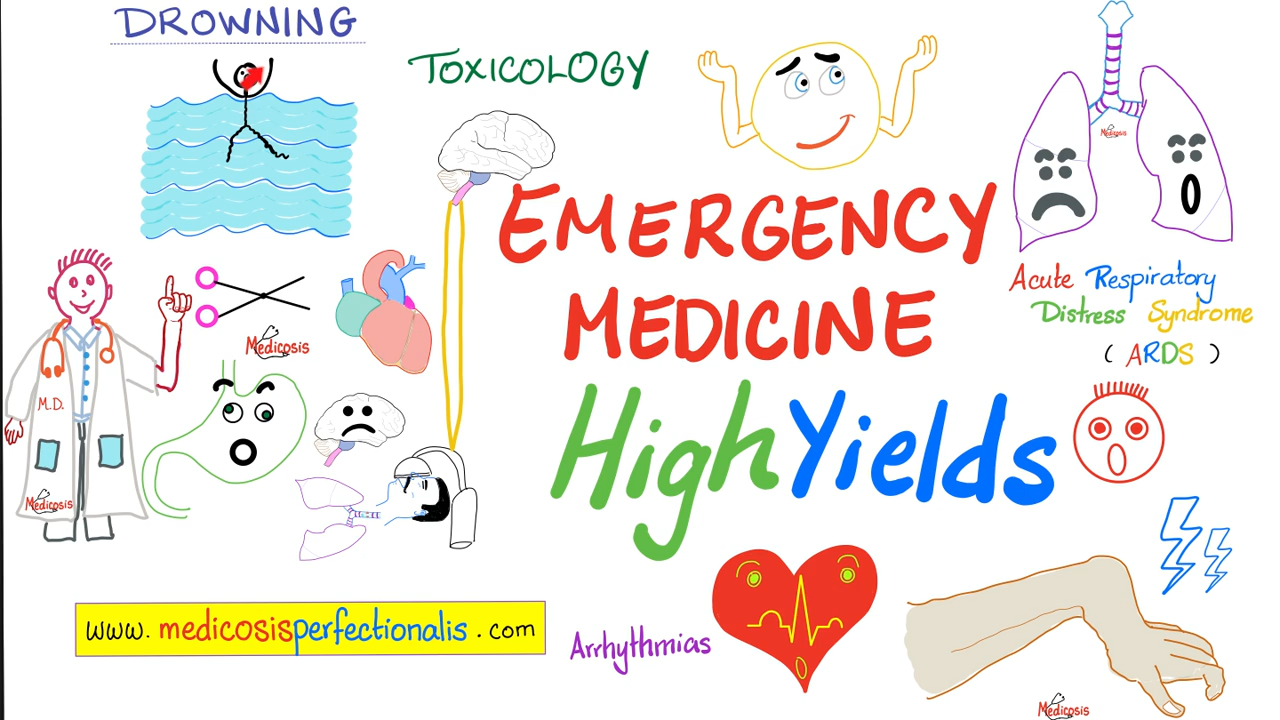 DROWNING
TOXICOLOGY
EMERGENCY
MEDICINE
HighYields
Medicosis
Acute Respiratory
Distress Syndrome
( ARDS )
Medicosis
M.D.
Medicosis
www.medicosisperfectionalis.com
Arrhythmias
Medicosis